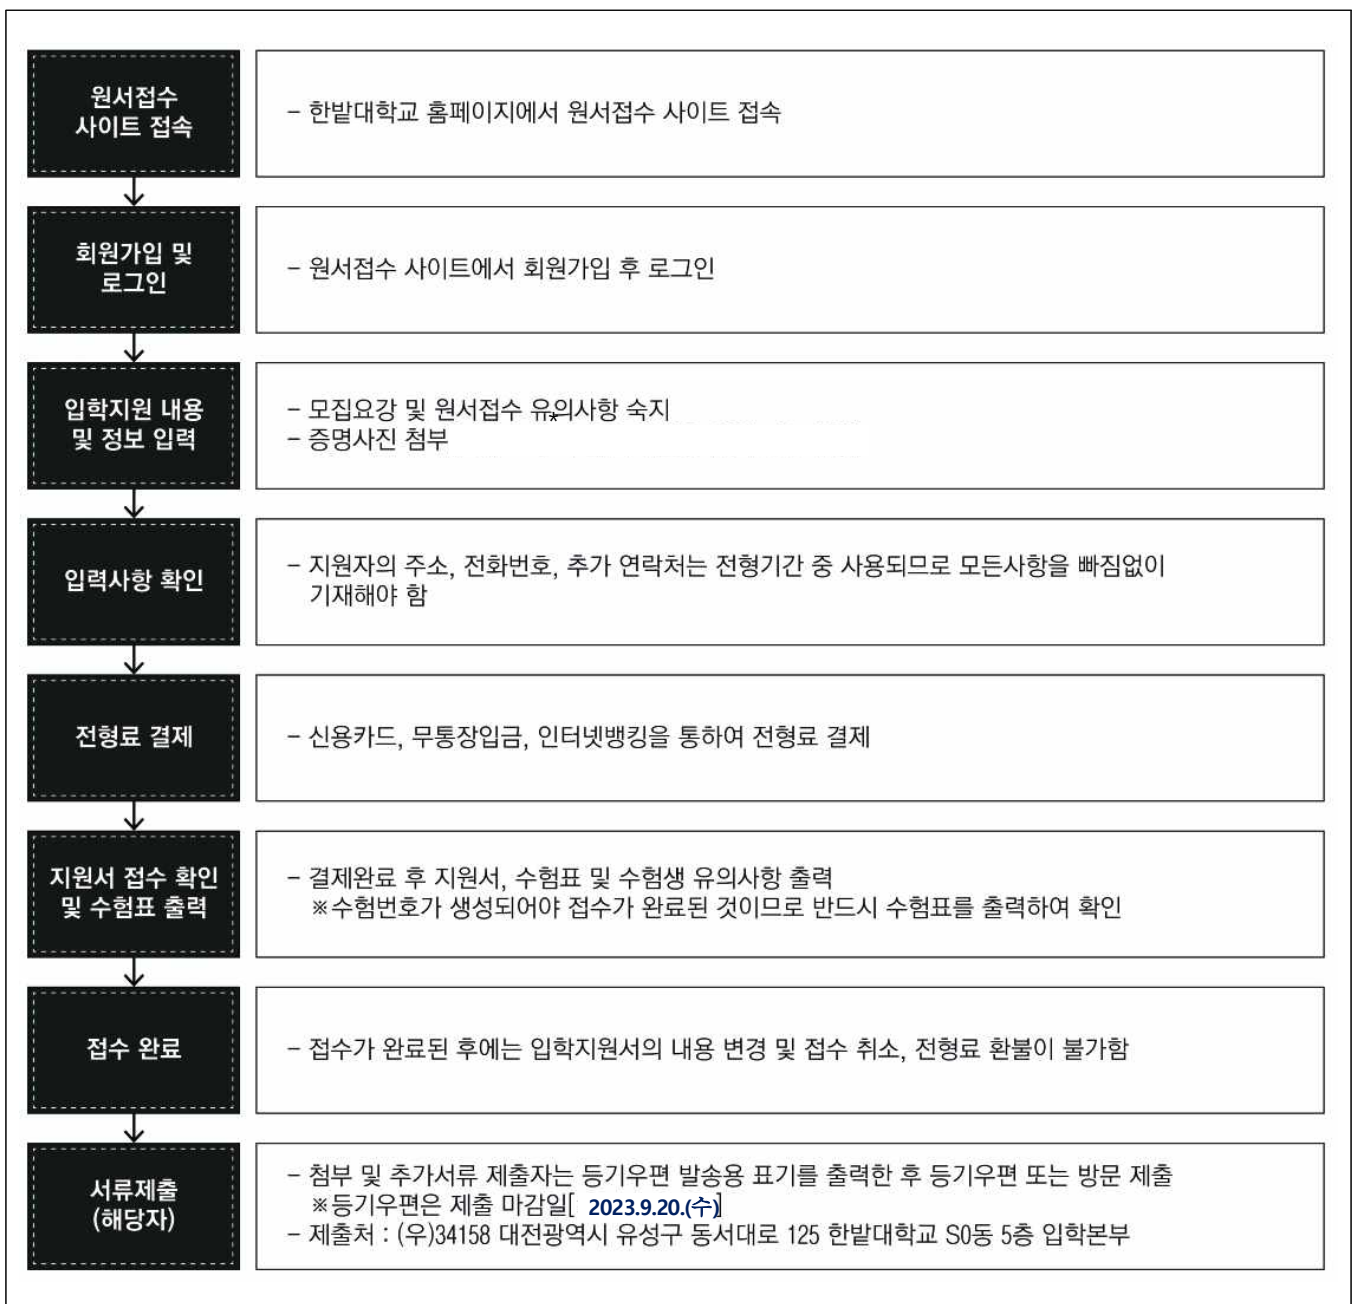 원서접수
사이트 접속
– 한밭대학교 홈페이지에서 원서접수 사이트 접속
회원가입 및
로그인
– 원서접수 사이트에서 회원가입 후 로그인
입학지원 내용
및 정보 입력
– 모집요강 및 원서접수 유의사항 숙지
*
– 증명사진 첨부
입력사항 확인
– 지원자의 주소, 전화번호, 추가 연락처는 전형기간 중 사용되므로 모든사항을 빠짐없이
기재해야 함
전형료 결제
– 신용카드, 무통장입금, 인터넷뱅킹을 통하여 전형료 결제
지원서 접수 확인
및 수험표 출력
– 결제완료 후 지원서, 수험표 및 수험생 유의사항 출력
※수험번호가 생성되어야 접수가 완료된 것이므로 반드시 수험표를 출력하여 확인
접수 완료
– 접수가 완료된 후에는 입학지원서의 내용 변경 및 접수 취소, 전형료 환불이 불가함
서류제출
(해당자)
– 첨부 및 추가서류 제출자는 등기우편 발송용 표기를 출력한 후 등기우편 또는 방문 제출
※등기우편은 제출 마감일[ 2023.9.20.(수)]
– 제출처 : (우)34158 대전광역시 유성구 동서대로 125 한밭대학교 S0동 5층 입학본부